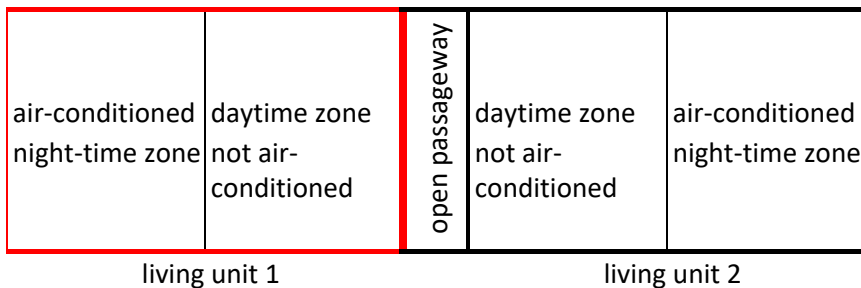 air-conditioned
night-time zone
daytime zone
not air-
conditioned
open passageway
daytime zone
not air-
conditioned
air-conditioned
night-time zone
living unit 1
living unit 2